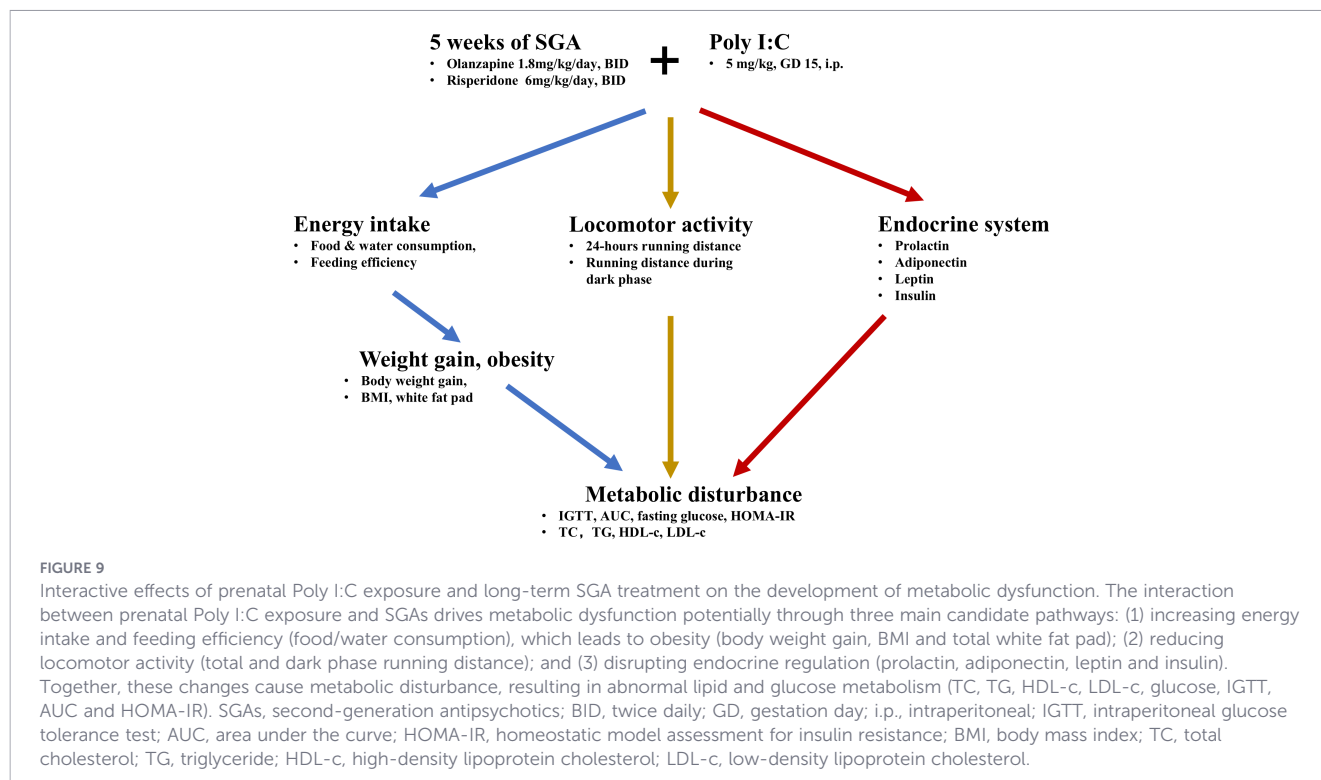 5 weeks of SGA
• Olanzapine 1.8mg/kg/day, BID
• Risperidone 6mg/kg/day, BID
+
Poly I:C
• 5 mg/kg, GD 15, i.p.
Energy intake
• Food & water consumption,
• Feeding efficiency
Locomotor activity
• 24-hours running distance
• Running distance during
dark phase
Endocrine system
• Prolactin
• Adiponectin
• Leptin
• Insulin
Weight gain, obesity
• Body weight gain,
• BMI, white fat pad
Metabolic disturbance
• IGTT, AUC, fasting glucose, HOMA-IR
• TC, TG, HDL-c, LDL-c
FIGURE 9
Interactive effects of prenatal Poly I:C exposure and long-term SGA treatment on the development of metabolic dysfunction. The interaction
between prenatal Poly I:C exposure and SGAs drives metabolic dysfunction potentially through three main candidate pathways: (1) increasing energy
intake and feeding efficiency (food/water consumption), which leads to obesity (body weight gain, BMI and total white fat pad); (2) reducing
locomotor activity (total and dark phase running distance); and (3) disrupting endocrine regulation (prolactin, adiponectin, leptin and insulin).
Together, these changes cause metabolic disturbance, resulting in abnormal lipid and glucose metabolism (TC, TG, HDL-c, LDL-c, glucose, IGTT,
AUC and HOMA-IR). SGAs, second-generation antipsychotics; BID, twice daily; GD, gestation day; i.p., intraperitoneal; IGTT, intraperitoneal glucose
tolerance test; AUC, area under the curve; HOMA-IR, homeostatic model assessment for insulin resistance; BMI, body mass index; TC, total
cholesterol; TG, triglyceride; HDL-c, high-density lipoprotein cholesterol; LDL-c, low-density lipoprotein cholesterol.